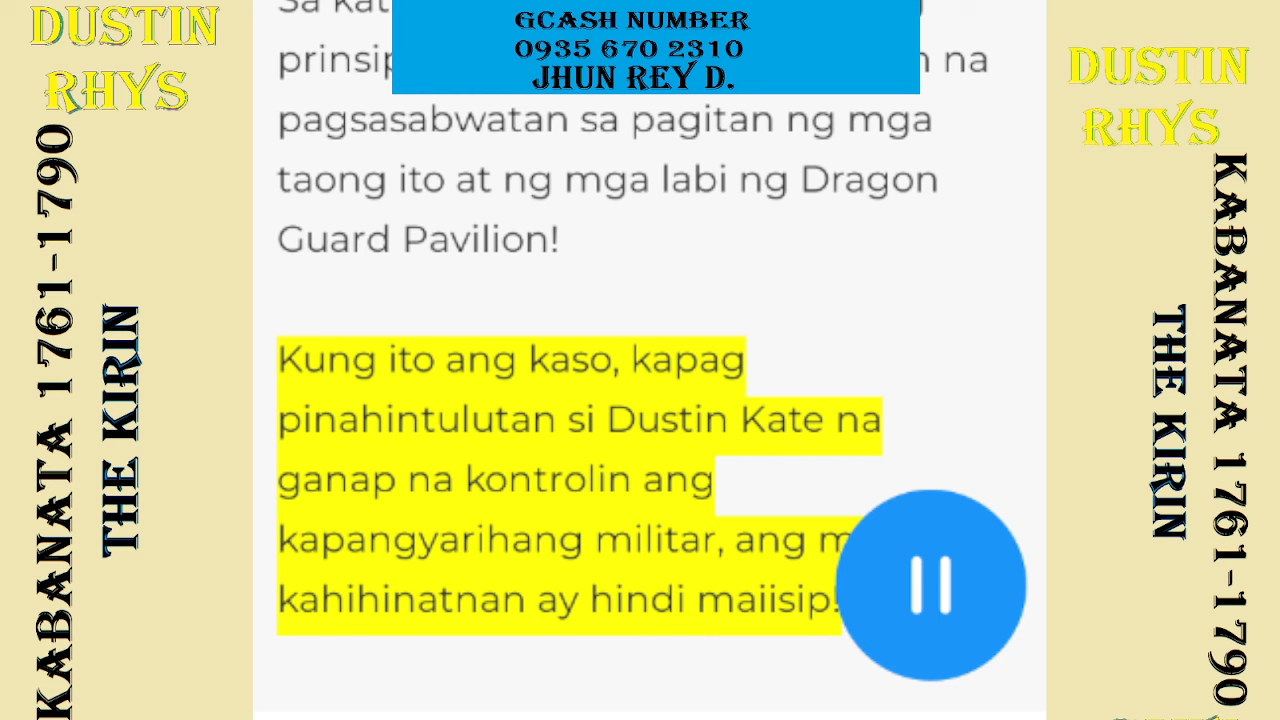 DUSTIN
RHYS
KABANATA 1761-1790
THE KIRIN
GCASH NUMBER
0935 670 2310
JHUN REY D.
Sa
na
pagsasabwatan sa pagitan ng mga
taong ito at ng mga labi ng Dragon
Guard Pavilion!
Kung ito ang kaso, kapag
pinahintulutan si Dustin Kate na
ganap na kontrolin ang
kapangyarihang militar, ang
kahihinatnan ay hindi maiisip!
DUSTIN
RHYS
KABANATA 1761-1790
THE KIRIN